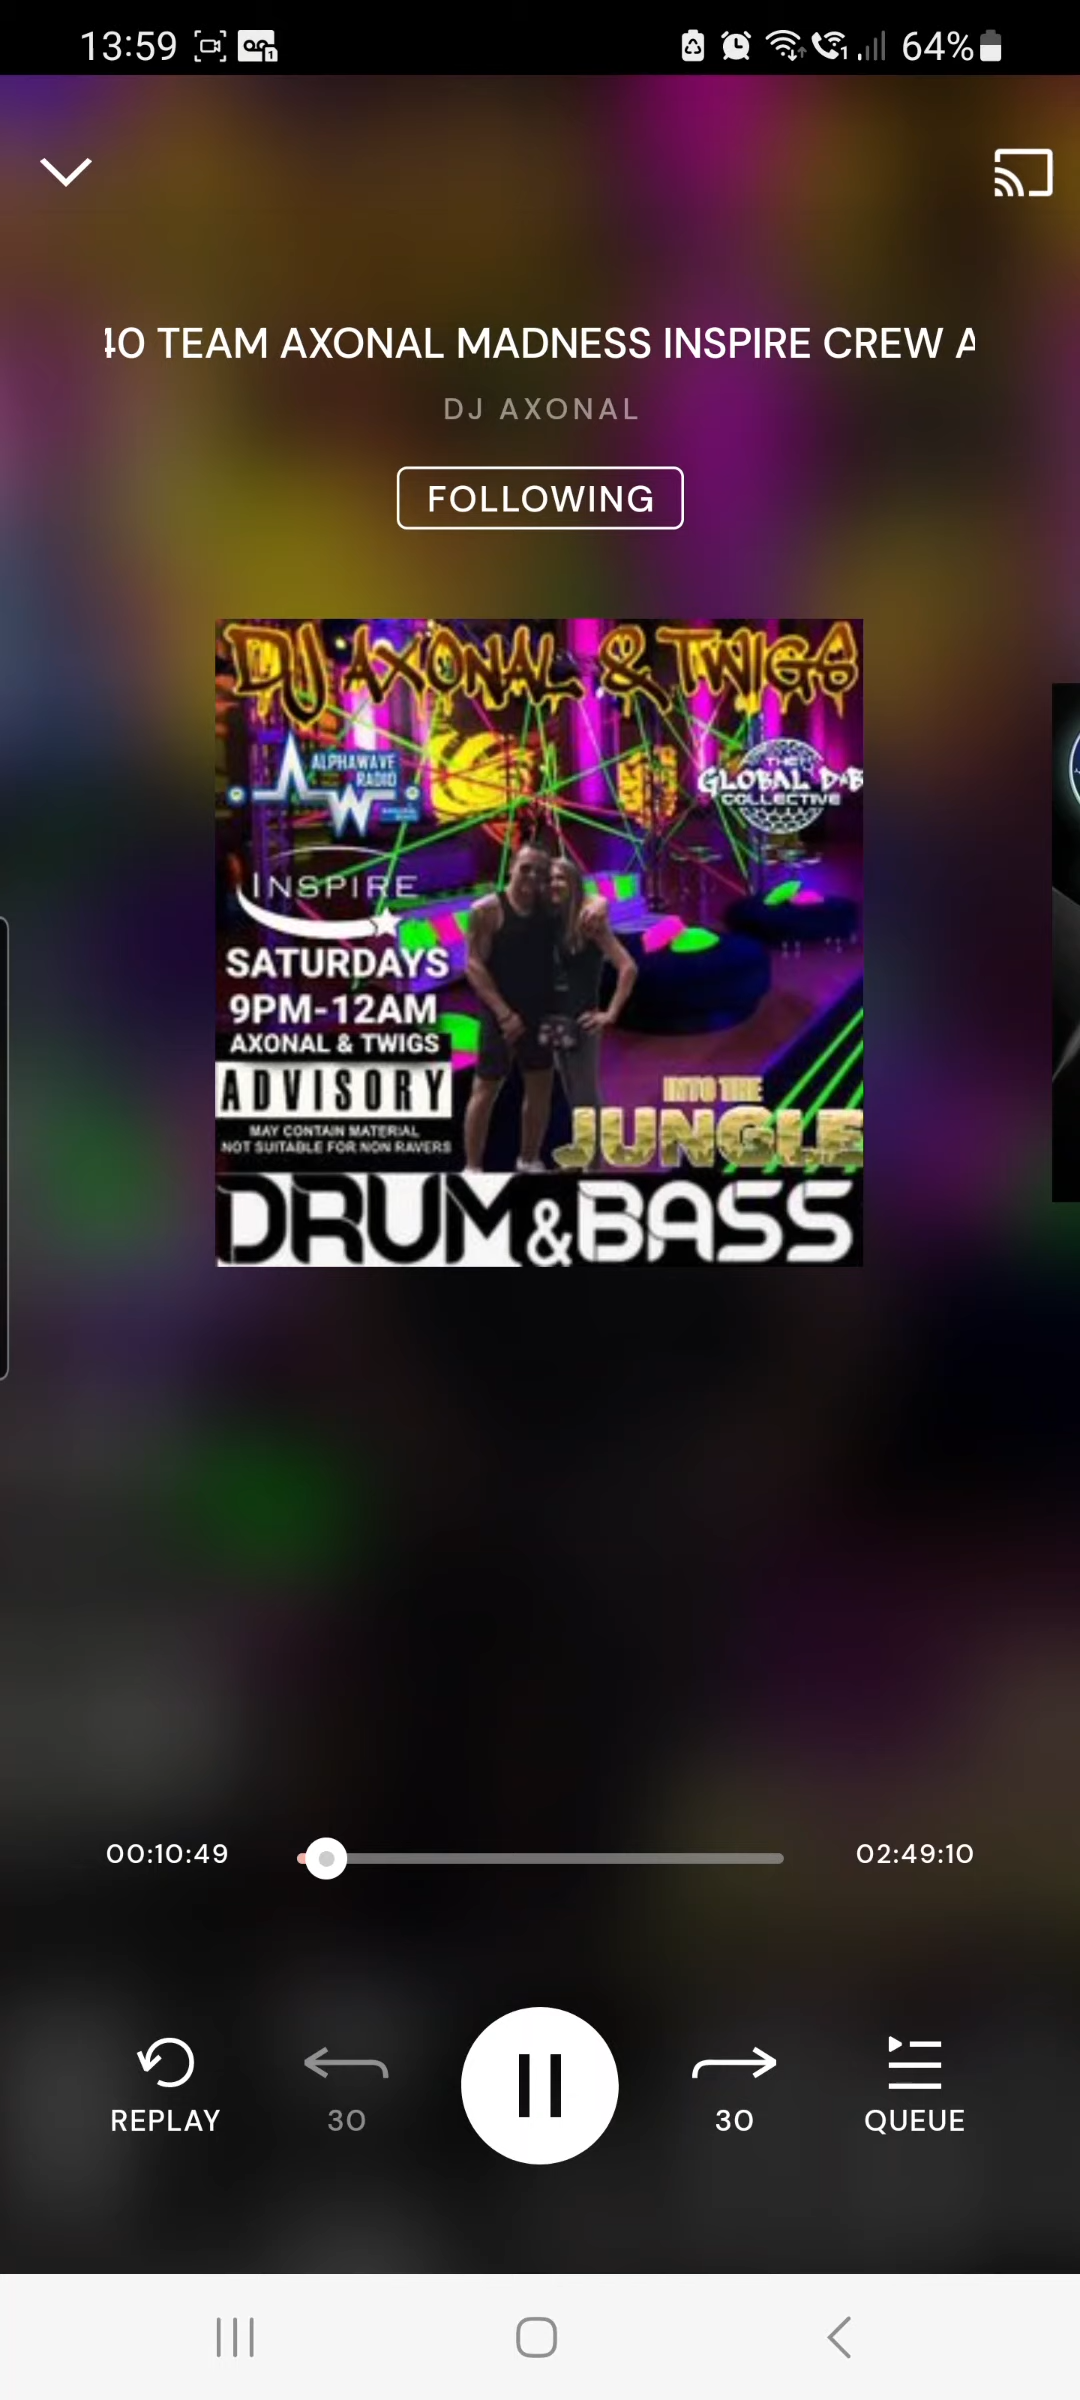 13:59
64%
40 TEAM AXONAL MADNESS INSPIRE CREW A
DJ AXONAL
FOLLOWING
DJ AXONAL & TWIGS
ALPHAWAVE
RADIO
THE
GLOBAL D&B
COLLECTIVE
INSPIRE
SATURDAYS
9PM-12AM
AXONAL & TWIGS
ADVISORY
MAY CONTAIN MATERIAL
NOT SUITABLE FOR NON RAVERS
INTO THE
JUNGLE
DRUM&BASS
00:10:49
02:49:10
REPLAY
30
30
QUEUE